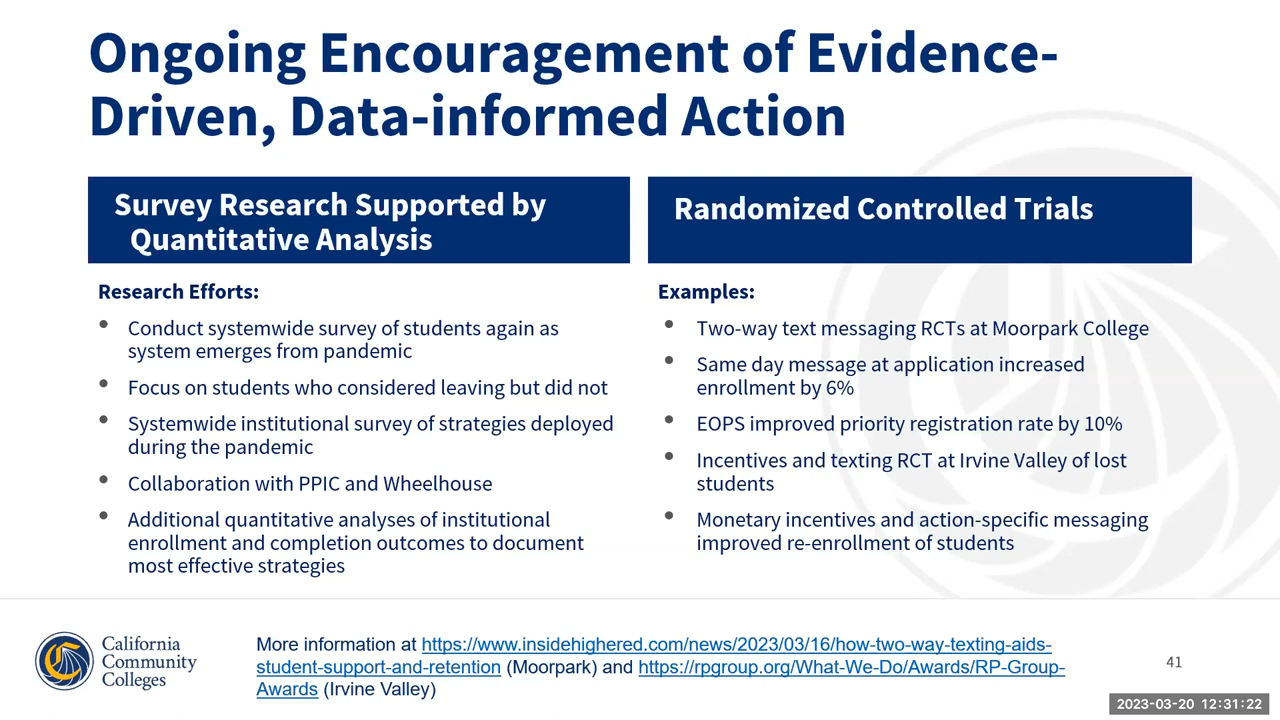 Ongoing Encouragement of Evidence-
Driven, Data-informed Action
Survey Research Supported by
Quantitative Analysis
Research Efforts:
• Conduct systemwide survey of students again as
system emerges from pandemic
• Focus on students who considered leaving but did not
• Systemwide institutional survey of strategies deployed
during the pandemic
• Collaboration with PPIC and Wheelhouse
• Additional quantitative analyses of institutional
enrollment and completion outcomes to document
most effective strategies
Randomized Controlled Trials
Examples:
• Two-way text messaging RCTs at Moorpark College
• Same day message at application increased
enrollment by 6%
• EOPS improved priority registration rate by 10%
• Incentives and texting RCT at Irvine Valley of lost
students
• Monetary incentives and action-specific messaging
improved re-enrollment of students
California
Community
Colleges
More information at https://www.insidehighered.com/news/2023/03/16/how-two-way-texting-aids-
student-support-and-retention (Moorpark) and https://rpgroup.org/What-We-Do/Awards/RP-Group-
Awards (Irvine Valley)
41
2023-03-20 12:31:22